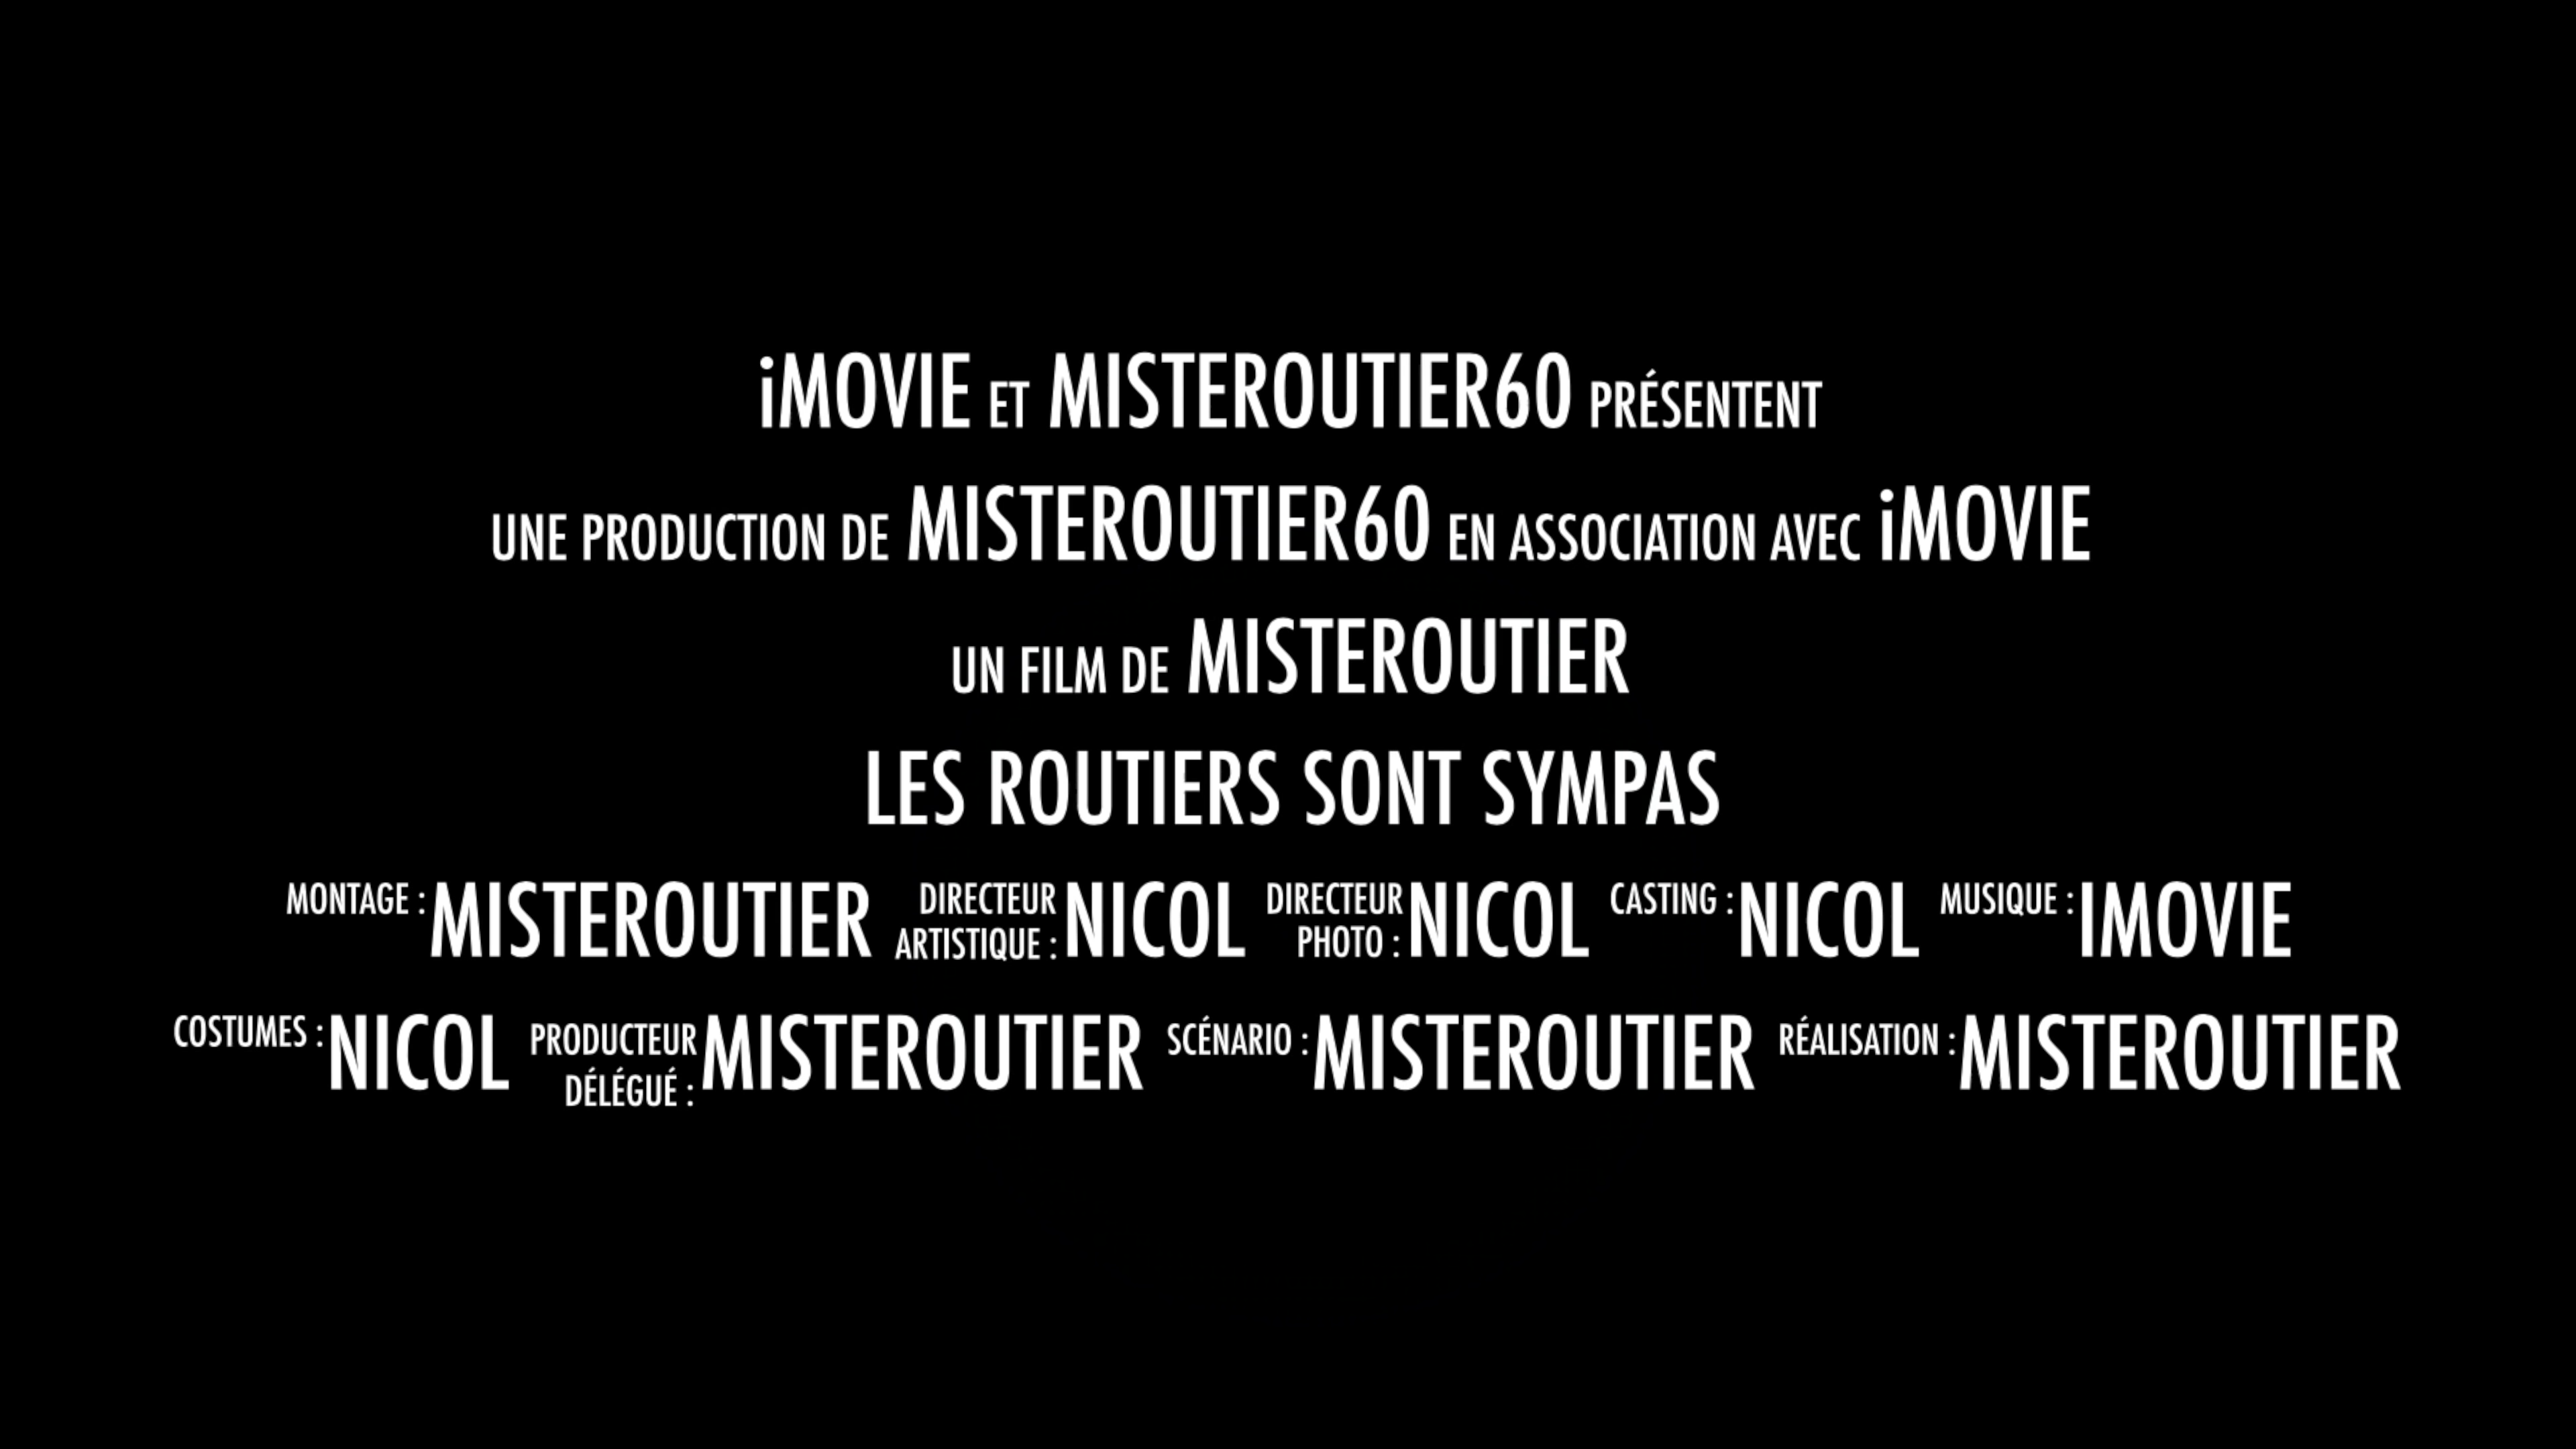 iMOVIE ET MISTEROUTIER60 PRÉSENTENT
UNE PRODUCTION DE MISTEROUTIER60 EN ASSOCIATION AVEC iMOVIE
UN FILM DE MISTEROUTIER
LES ROUTIERS SONT SYMPAS
MONTAGE : MISTEROUTIER DIRECTEUR ARTISTIQUE : NICOL DIRECTEUR PHOTO : NICOL CASTING : NICOL MUSIQUE : IMOVIE
COSTUMES : NICOL PRODUCTEUR DÉLÉGUÉ : MISTEROUTIER SCÉNARIO : MISTEROUTIER RÉALISATION : MISTEROUTIER